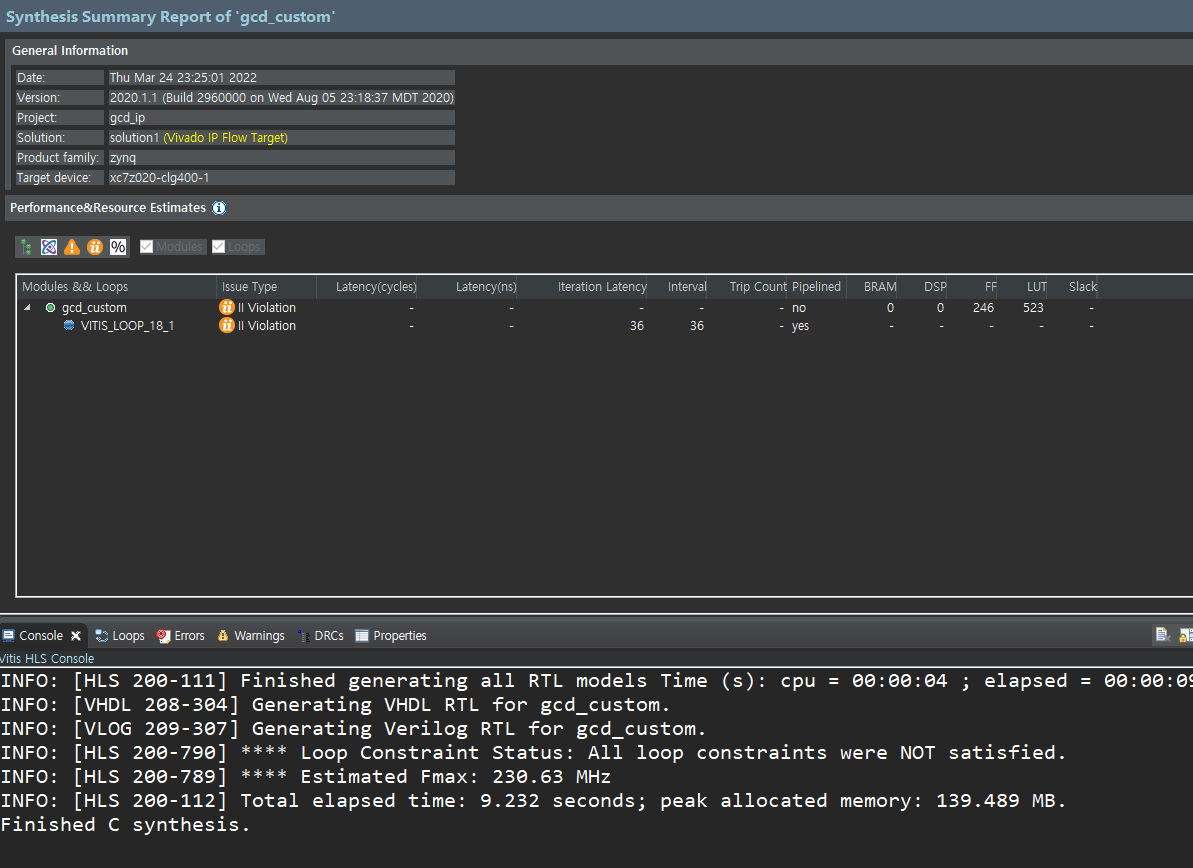 Synthesis Summary Report of 'gcd_custom'
General Information
Date: Thu Mar 24 23:25:01 2022
Version: 2020.1.1 (Build 2960000 on Wed Aug 05 23:18:37 MDT 2020)
Project: gcd_ip
Solution: solution1 (Vivado IP Flow Target)
Product family: zynq
Target device: xc7z020-clg400-1
Performance&Resource Estimates
% Modules Loops
Modules && Loops Issue Type Latency(cycles) Latency(ns) Iteration Latency Interval Trip Count Pipelined BRAM DSP FF LUT Slack
gcd_custom II Violation - - - - - no 0 0 246 523 -
VITIS_LOOP_18_1 II Violation - - 36 36 - yes - - - - -
Console Loops Errors Warnings DRCs Properties
Vitis HLS Console
INFO: [HLS 200-111] Finished generating all RTL models Time (s): cpu = 00:00:04 ; elapsed = 00:00:09
INFO: [VHDL 208-304] Generating VHDL RTL for gcd_custom.
INFO: [VLOG 209-307] Generating Verilog RTL for gcd_custom.
INFO: [HLS 200-790] **** Loop Constraint Status: All loop constraints were NOT satisfied.
INFO: [HLS 200-789] **** Estimated Fmax: 230.63 MHz
INFO: [HLS 200-112] Total elapsed time: 9.232 seconds; peak allocated memory: 139.489 MB.
Finished C synthesis.